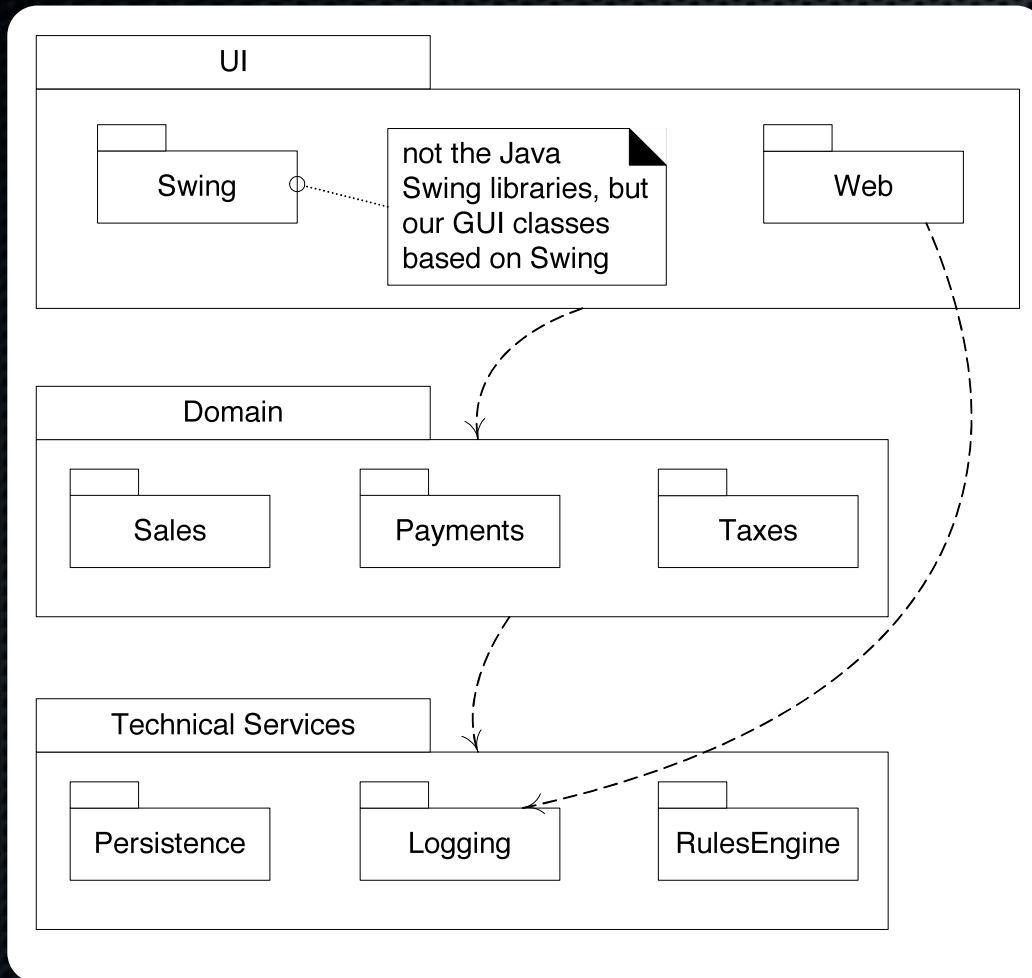 UI
Swing
not the Java
Swing libraries, but
our GUI classes
based on Swing
Web
Domain
Sales
Payments
Taxes
Technical Services
Persistence
Logging
RulesEngine